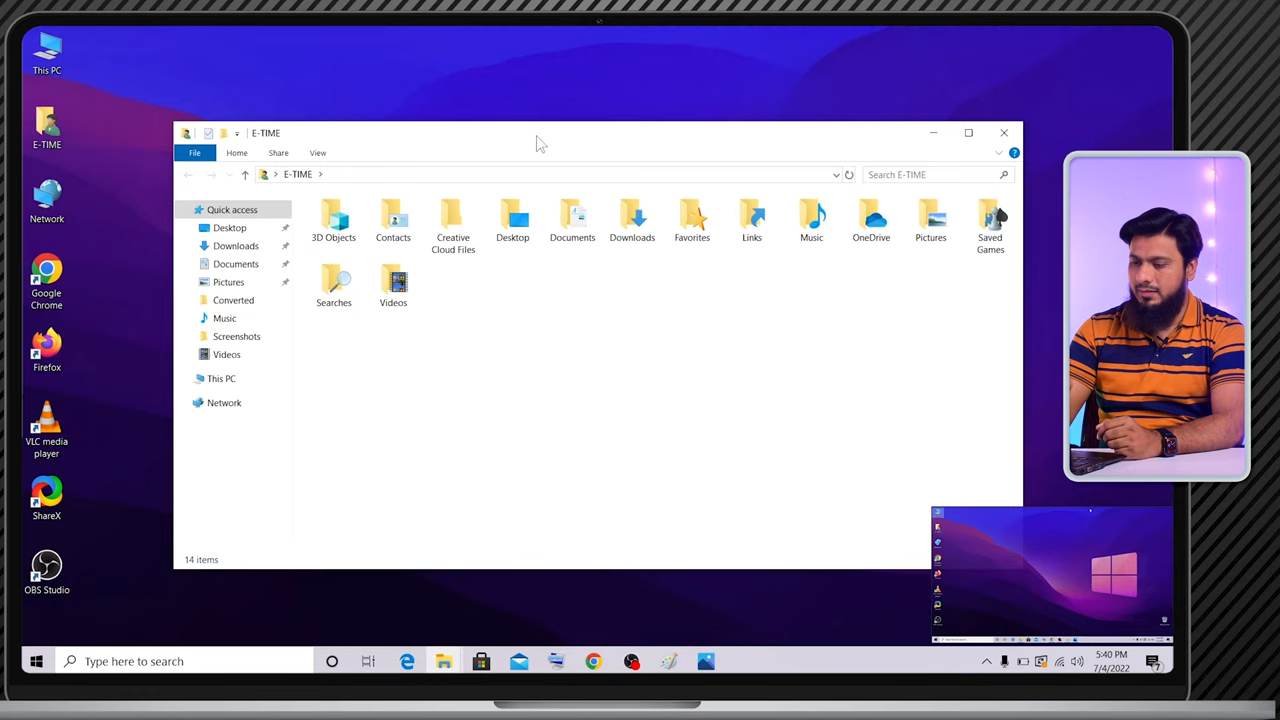 This PC
E-TIME
Network
Google
Chrome
Firefox
VLC media
player
ShareX
OBS Studio
E-TIME
File
Home
Share
View
E-TIME
Search E-TIME
Quick access
Desktop
Downloads
Documents
Pictures
Converted
Music
Screenshots
Videos
This PC
Network
3D Objects
Contacts
Creative
Cloud Files
Desktop
Documents
Downloads
Favorites
Links
Music
OneDrive
Pictures
Saved
Games
Searches
Videos
14 items
Type here to search
5:40 PM
7/4/2022
7